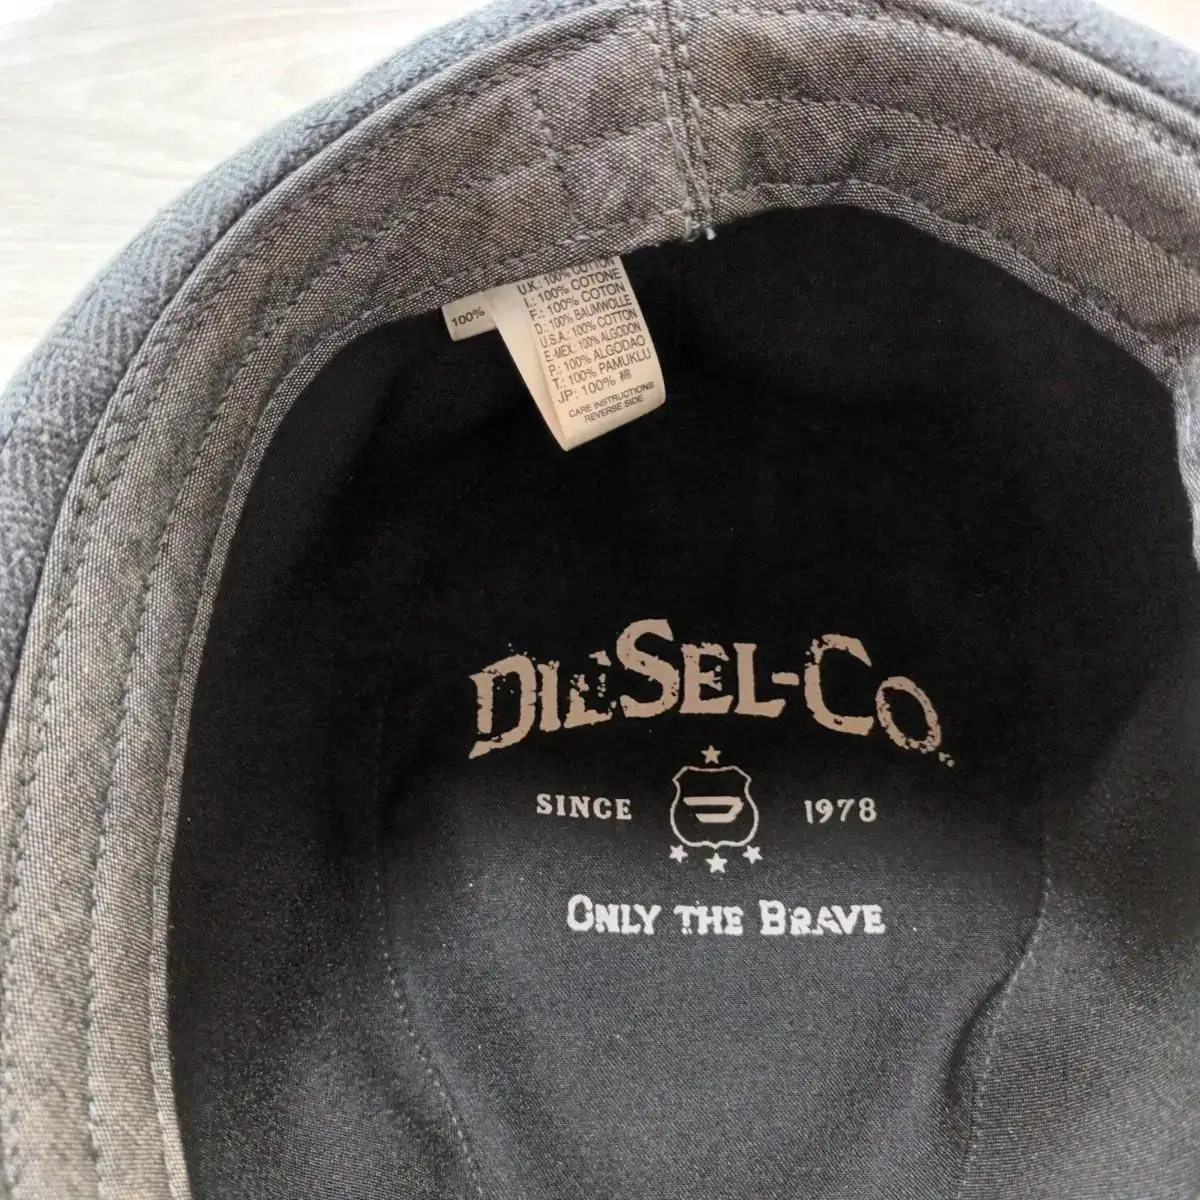 100%
U.K.: 100% COTTON
I.: 100% COTONE
F.: 100% COTON
D.: 100% BAUMWOLLE
U.S.A.: 100% COTTON
E-MEX. 100% ALGODON
P.: 100% ALGODAO
T.: 100% PAMUKLU
JP: 100% 綿
CARE INSTRUCTIONS
REVERSE SIDE
DIESEL-CO
SINCE 1978
ONLY THE BRAVE